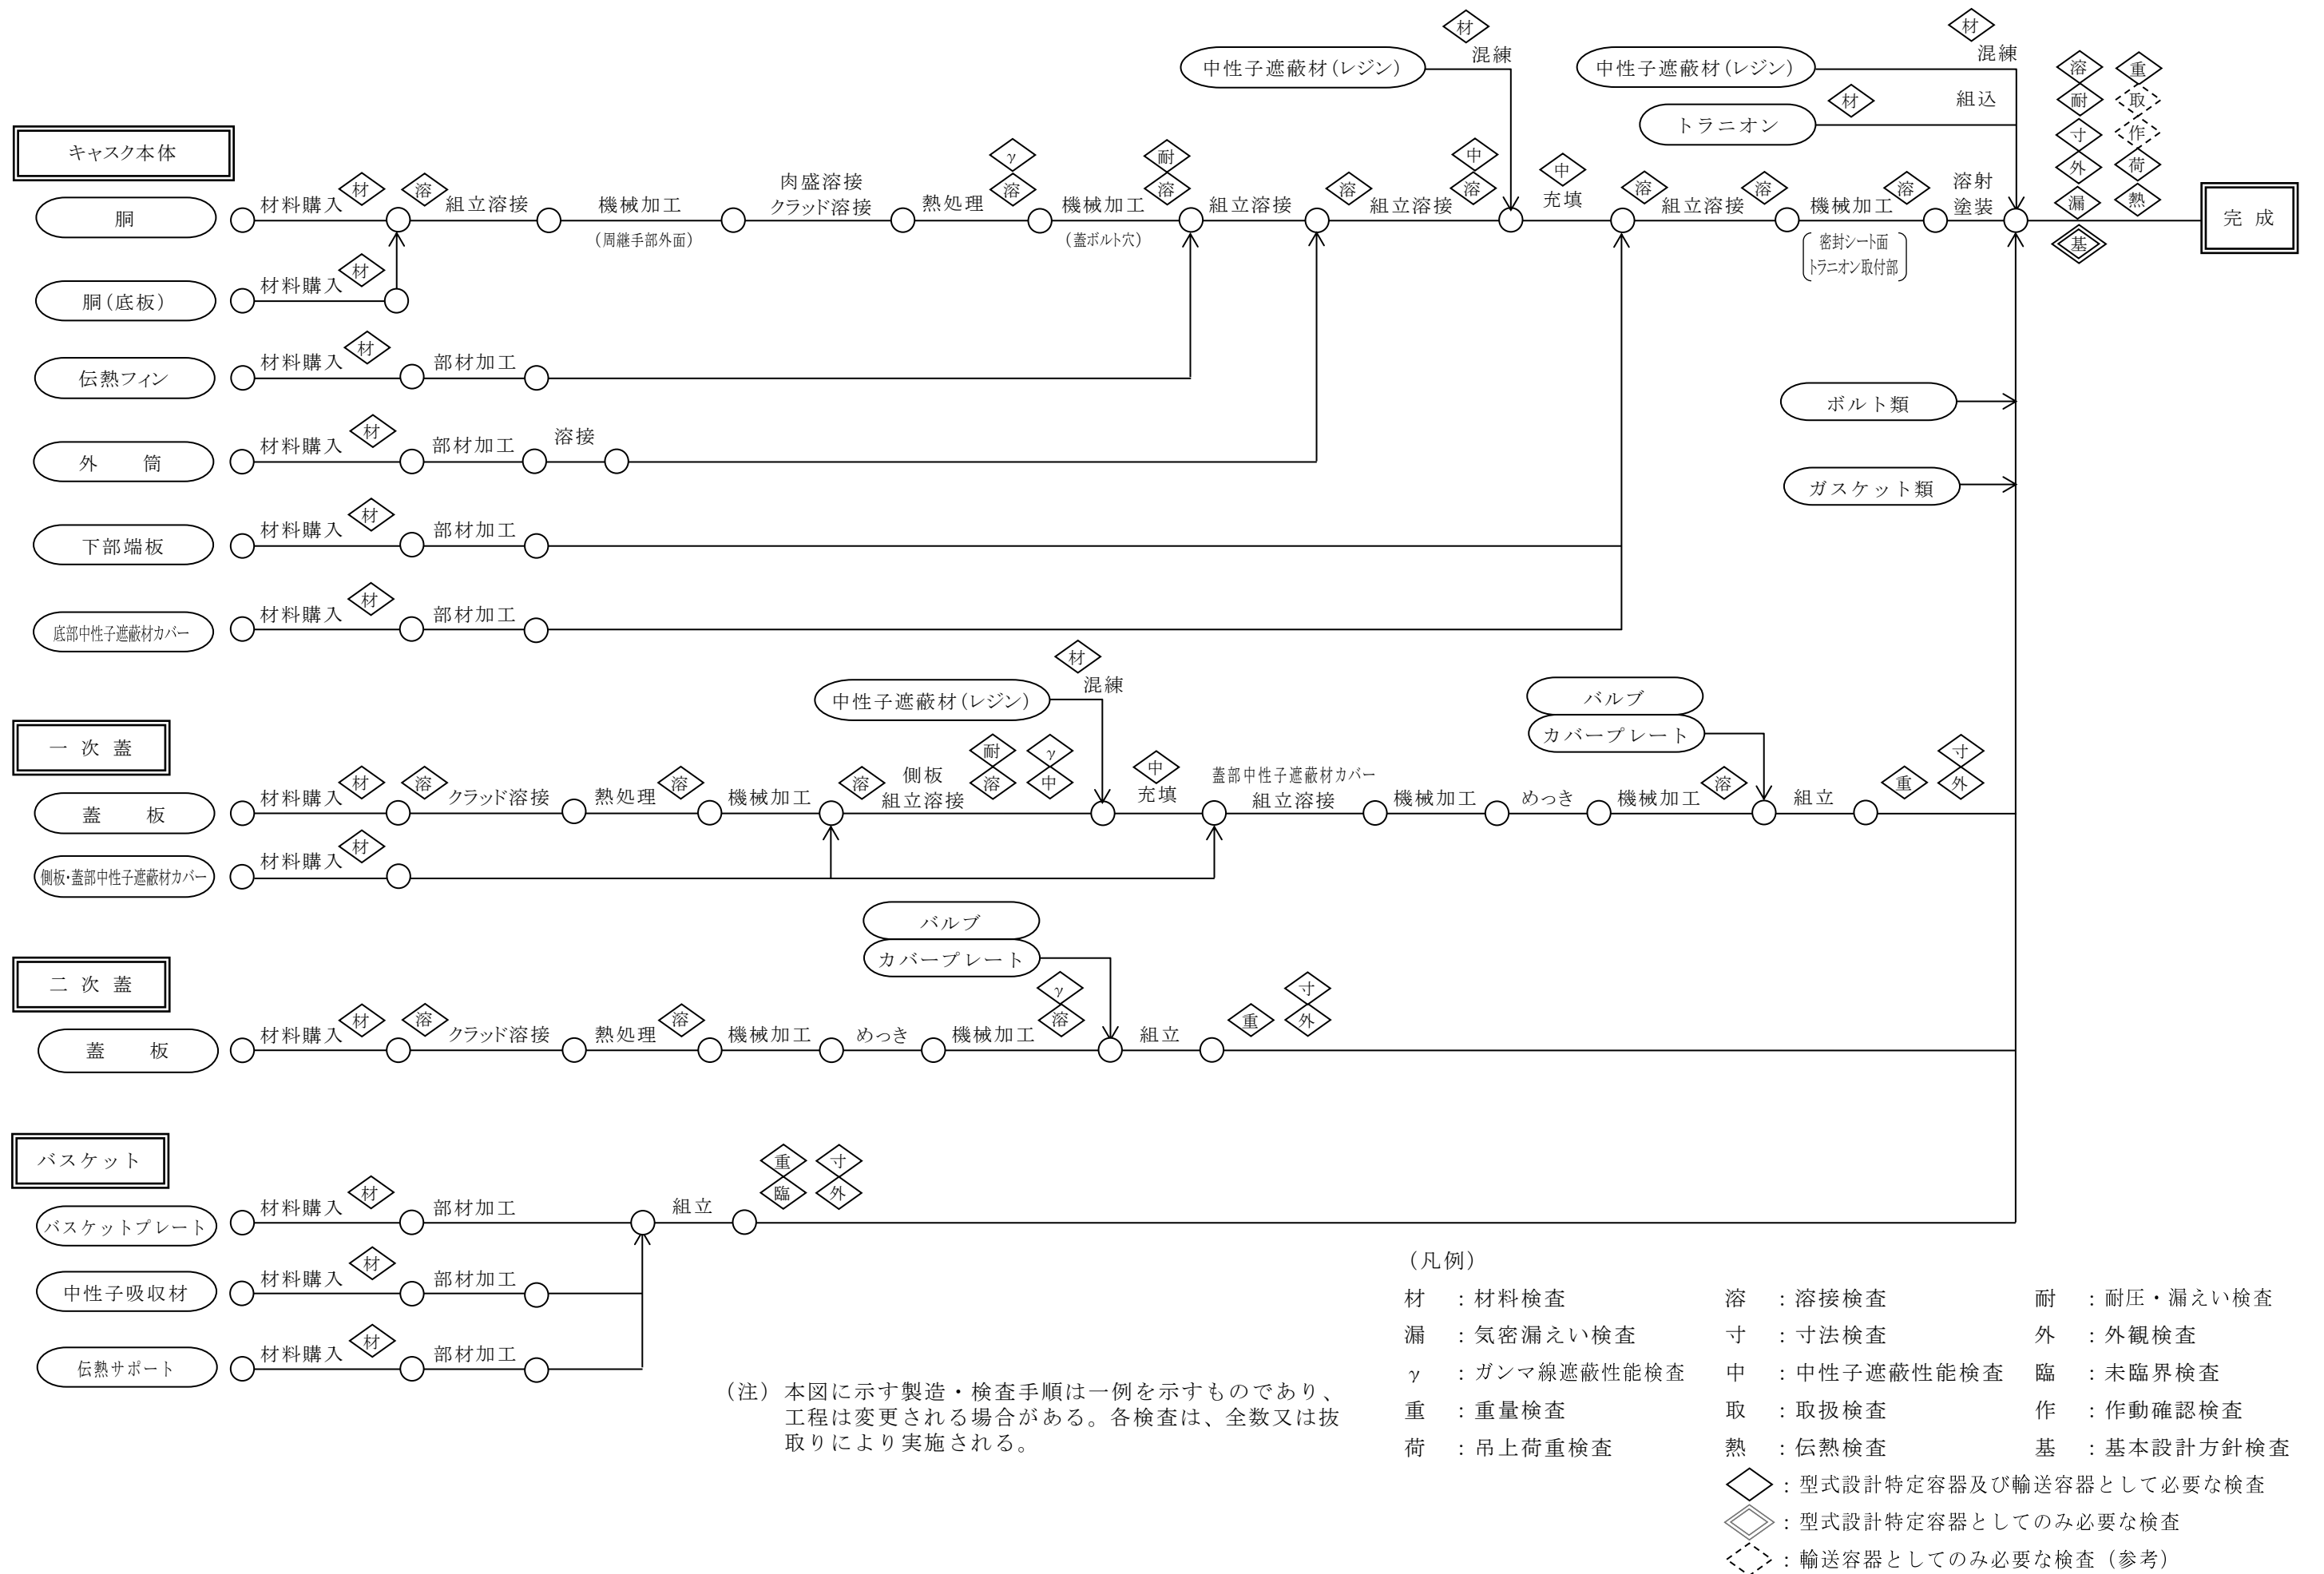 材
混練
中性子遮蔽材(レジン)
材
混練
中性子遮蔽材(レジン)
材
組込
トラニオン
溶
耐
寸
外
漏
基
重
取
作
荷
熱
完 成
キャスク本体
胴
材料購入
材
溶
組立溶接
機械加工
(周継手部外面)
肉盛溶接
クラッド溶接
熱処理
γ
溶
機械加工
(蓋ボルト穴)
耐
溶
組立溶接
溶
組立溶接
中
溶
中
充填
溶
組立溶接
溶
機械加工
密封シート面
トラニオン取付部
溶
溶射
塗装
胴(底板)
材料購入
材
伝熱フィン
材料購入
材
部材加工
ボルト類
外 筒
材料購入
材
部材加工
溶接
ガスケット類
下部端板
材料購入
材
部材加工
底部中性子遮蔽材カバー
材料購入
材
部材加工
一 次 蓋
中性子遮蔽材(レジン)
材
混練
バルブ
カバープレート
蓋 板
材料購入
材
溶
クラッド溶接
熱処理
溶
機械加工
溶
側板
組立溶接
耐
溶
γ
中
中
充填
蓋部中性子遮蔽材カバー
組立溶接
機械加工
めっき
機械加工
溶
組立
重
寸
外
側板・蓋部中性子遮蔽材カバー
材料購入
材
二 次 蓋
バルブ
カバープレート
蓋 板
材料購入
材
溶
クラッド溶接
熱処理
溶
機械加工
めっき
機械加工
γ
溶
組立
重
寸
外
バスケット
バスケットプレート
材料購入
材
部材加工
組立
重
臨
寸
外
中性子吸収材
材料購入
材
部材加工
伝熱サポート
材料購入
材
部材加工
(注) 本図に示す製造・検査手順は一例を示すものであり、
工程は変更される場合がある。各検査は、全数又は抜
取りにより実施される。
(凡例)
材 : 材料検査 溶 : 溶接検査 耐 : 耐圧・漏えい検査
漏 : 気密漏えい検査 寸 : 寸法検査 外 : 外観検査
γ : ガンマ線遮蔽性能検査 中 : 中性子遮蔽性能検査 臨 : 未臨界検査
重 : 重量検査 取 : 取扱検査 作 : 作動確認検査
荷 : 吊上荷重検査 熱 : 伝熱検査 基 : 基本設計方針検査
: 型式設計特定容器及び輸送容器として必要な検査
: 型式設計特定容器としてのみ必要な検査
: 輸送容器としてのみ必要な検査（参考）